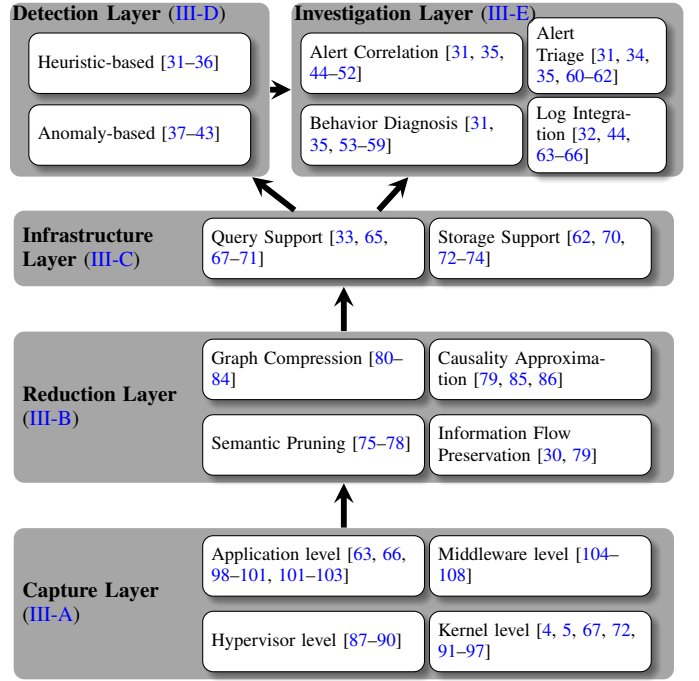 Detection Layer (III-D)
Heuristic-based [31–36]
Anomaly-based [37–43]
Investigation Layer (III-E)
Alert Correlation [31, 35,
44–52]
Alert
Triage [31, 34,
35, 60–62]
Behavior Diagnosis [31,
35, 53–59]
Log Integra-
tion [32, 44,
63–66]
Infrastructure
Layer (III-C)
Query Support [33, 65,
67–71]
Storage Support [62, 70,
72–74]
Reduction Layer
(III-B)
Graph Compression [80–
84]
Causality Approxima-
tion [79, 85, 86]
Semantic Pruning [75–78]
Information Flow
Preservation [30, 79]
Capture Layer
(III-A)
Application level [63, 66,
98–101, 101–103]
Middleware level [104–
108]
Hypervisor level [87–90]
Kernel level [4, 5, 67, 72,
91–97]